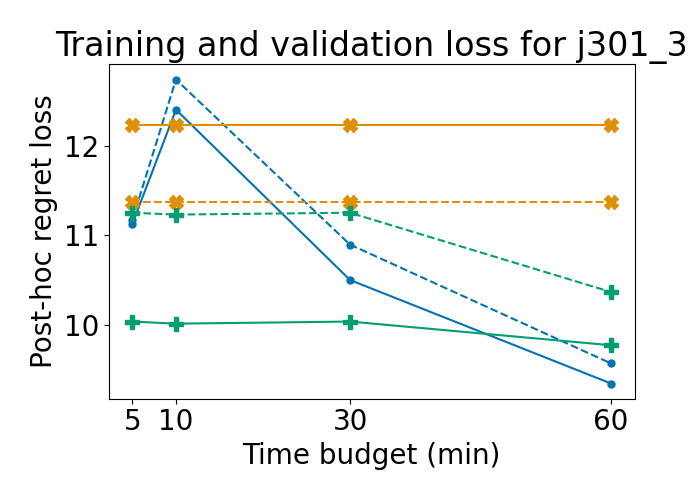 Training and validation loss for j301_3
Post-hoc regret loss
12
11
10
5 10 30 60
Time budget (min)